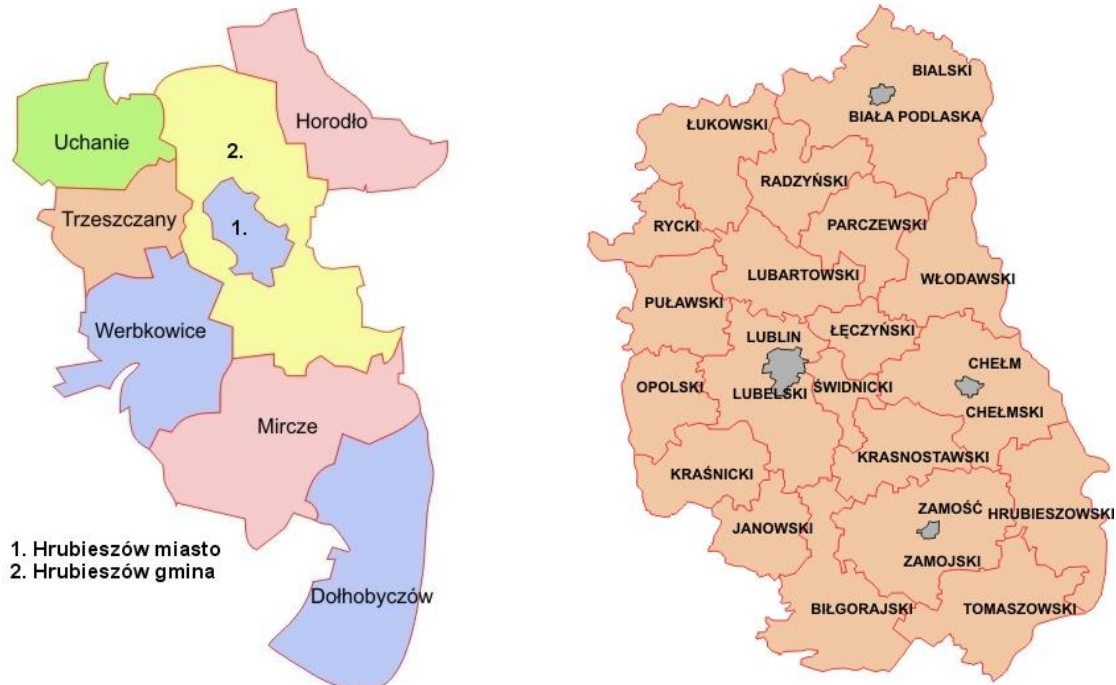 Uchanie
Horodło
2.
Trzeszczany
1.
Werbkowice
Mircze
Dołhobyczów
1. Hrubieszów miasto
2. Hrubieszów gmina
BIALSKI
BIAŁA PODLASKA
ŁUKOWSKI
RADZYŃSKI
RYCKI
PARCZEWSKI
LUBARTOWSKI
WŁODAWSKI
PUŁAWSKI
LUBLIN
ŁĘCZYŃSKI
CHEŁM
OPOLSKI
LUBELSKI
ŚWIDNICKI
CHEŁMSKI
KRASNOSTAWSKI
KRAŚNICKI
ZAMOŚĆ
HRUBIESZOWSKI
JANOWSKI
ZAMOJSKI
BIŁGORAJSKI
TOMASZOWSKI